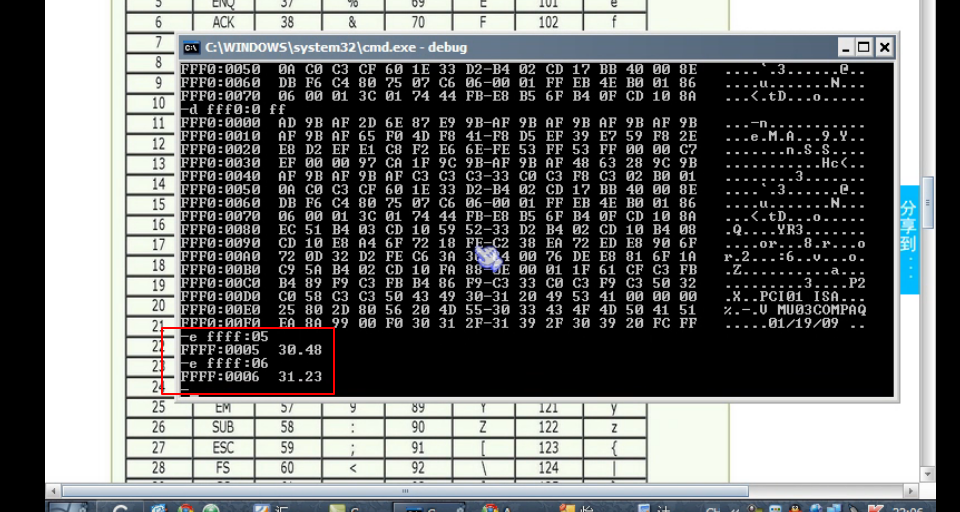 5 ENQ 37 % 69 E 101 e
6 ACK 38 & 70 F 102 f
7
8
9
10
11
12
13
14
15
16
17
18
19
20
21
22
23
24
C:\WINDOWS\system32\cmd.exe - debug
FFF0:0050 0A C0 C3 CF 60 1E 33 D2-B4 02 CD 17 BB 40 00 8E ....`.3......@..
FFF0:0060 DB F6 C4 80 75 07 C6 06-00 01 FF EB 4E B0 01 86 ....u.......N...
FFF0:0070 06 00 01 3C 01 74 44 FB-E8 B5 6F B4 0F CD 10 8A ...<.tD...o.....
-d fff0:0 ff
FFF0:0000 AD 9B AF 2D 6E 87 E9 9B-AF 9B AF 9B AF 9B AF 9B ...-n...........
FFF0:0010 AF 9B AF 65 F0 4D F8 41-F8 D5 EF 39 E7 59 F8 2E ...e.M.A...9.Y..
FFF0:0020 E8 D2 EF E1 C8 F2 E6 6E-FE 53 FF 53 FF 00 00 C7 .......n.S.S....
FFF0:0030 EF 00 00 97 CA 1F 9C 9B-AF 9B AF 48 63 28 9C 9B ...........Hc(..
FFF0:0040 AF 9B AF 9B AF C3 C3 C3-33 C0 C3 F8 C3 02 B0 01 ........3.......
FFF0:0050 0A C0 C3 CF 60 1E 33 D2-B4 02 CD 17 BB 40 00 8E ....`.3......@..
FFF0:0060 DB F6 C4 80 75 07 C6 06-00 01 FF EB 4E B0 01 86 ....u.......N...
FFF0:0070 06 00 01 3C 01 74 44 FB-E8 B5 6F B4 0F CD 10 8A ...<.tD...o.....
FFF0:0080 EC 51 B4 03 CD 10 59 52-33 D2 B4 02 CD 10 B4 08 .Q....YR3.......
FFF0:0090 CD 10 E8 A4 6F 72 18 FE-C2 38 EA 72 ED E8 90 6F ....or...8.r...o
FFF0:00A0 72 0D 32 D2 FE C6 3A 00 76 DE E8 81 6F 1A r.2...:6..v...o.
FFF0:00B0 C9 5A B4 02 CD 10 FA 00 01 1F 61 CF C3 FB .Z..........a...
FFF0:00C0 B4 89 F9 C3 FB B4 86 F9-C3 33 C0 C3 F9 C3 50 32 .........3....P2
FFF0:00D0 C0 58 C3 C3 50 43 49 30-31 20 49 53 41 00 00 00 .X..PCI01 ISA...
FFF0:00E0 25 80 2D 80 56 20 4D 55-30 33 43 4F 4D 50 41 51 %.-.V MU03COMPAQ
FFF0:00F0 EA 8A 99 00 F0 30 31 2F-31 39 2F 30 39 20 FC FF .....01/19/09 ..
-e ffff:05
FFFF:0005 30.48
-e ffff:06
FFFF:0006 31.23
分
享
到
25 EM 57 9 89 Y 121 y
26 SUB 58 : 90 Z 122 z
27 ESC 59 ; 91 [ 123 {
28 FS 60 < 92 \ 124 |